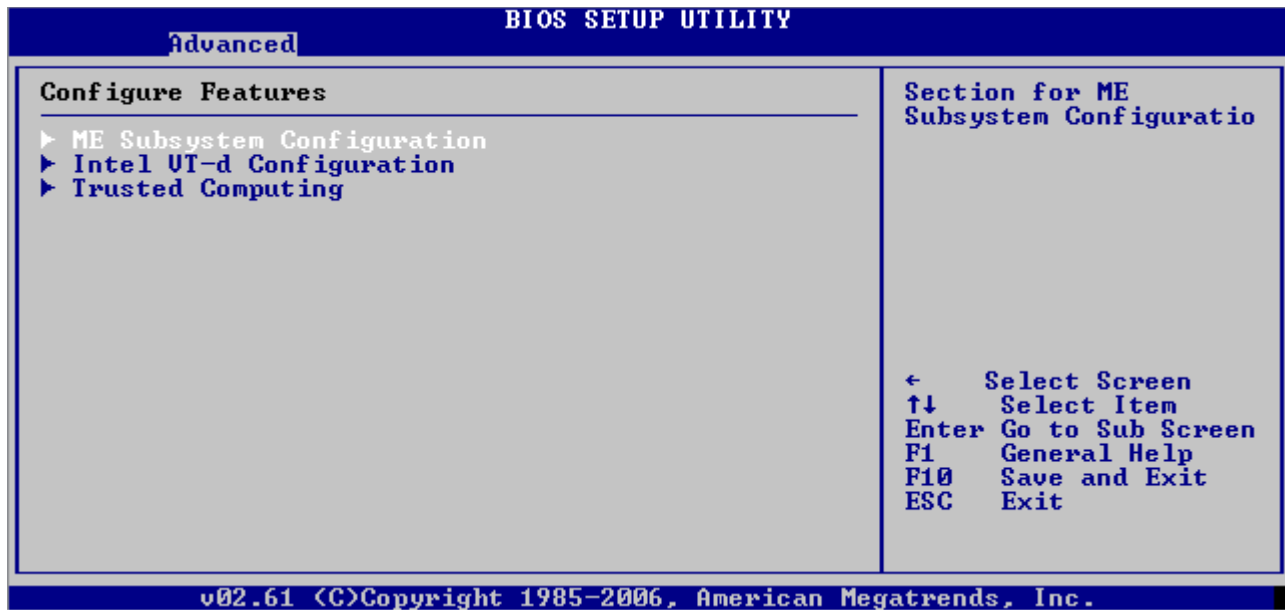 BIOS SETUP UTILITY
Advanced
Configure Features
► ME Subsystem Configuration
► Intel VT-d Configuration
► Trusted Computing
Section for ME
Subsystem Configuratio
← Select Screen
↑↓ Select Item
Enter Go to Sub Screen
F1 General Help
F10 Save and Exit
ESC Exit
v02.61 (C)Copyright 1985-2006, American Megatrends, Inc.